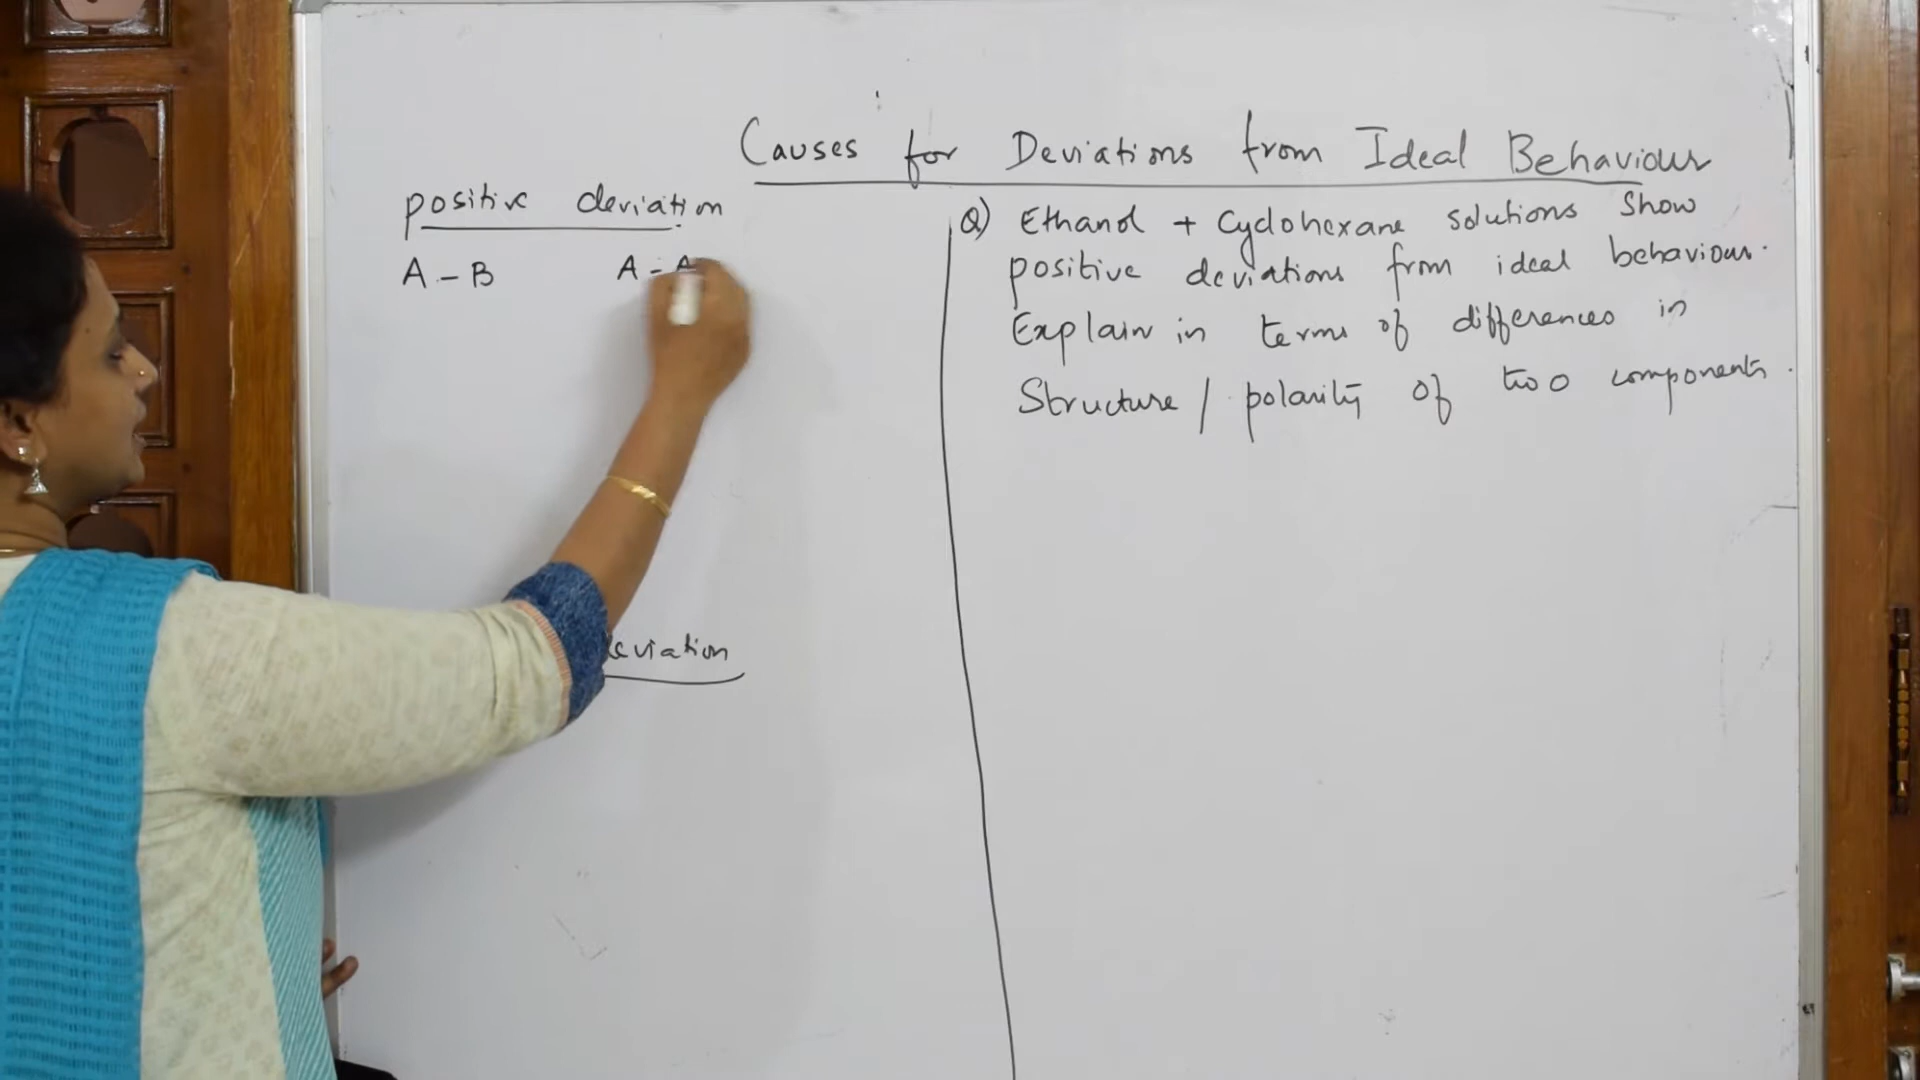 Causes for Deviations from Ideal Behaviour
positive deviation
A - B A - A
deviation
Q) Ethanol + Cyclohexane solutions show
positive deviations from ideal behaviour.
Explain in terms of differences in
Structure / polarity of two components.